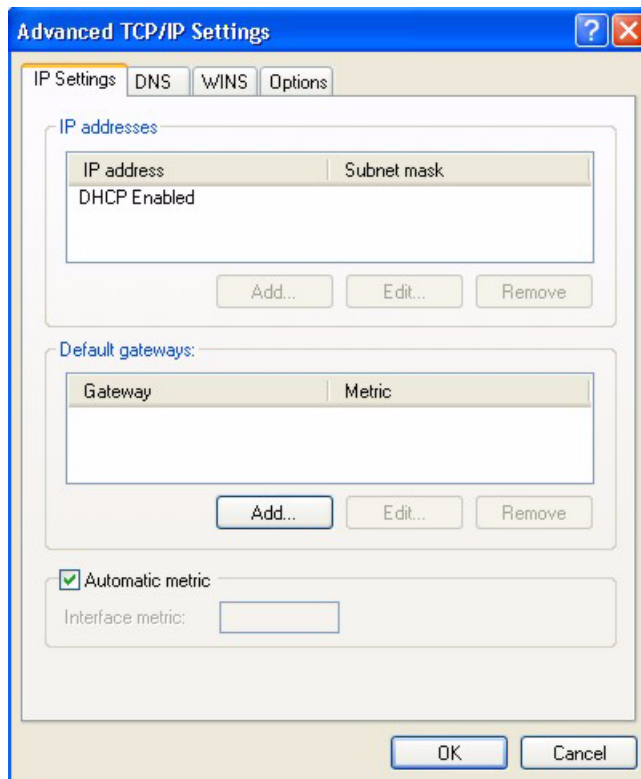 Advanced TCP/IP Settings
IP Settings DNS WINS Options
IP addresses
IP address Subnet mask
DHCP Enabled
Add... Edit... Remove
Default gateways:
Gateway Metric
Add... Edit... Remove
Automatic metric
Interface metric:
OK Cancel